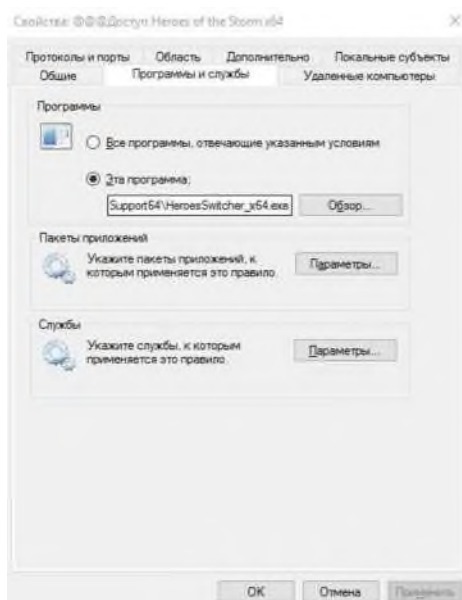 Свойства: @@@Доступ Heroes of the Storm x64
Протоколы и порты Область Дополнительно Локальные субъекты
Общие Программы и службы Удаленные компьютеры
Программы
Все программы, отвечающие указанным условиям
Эта программа:
Support64\HeroesSwitcher_x64.exe Обзор...
Пакеты приложений
Укажите пакеты приложений, к
которым применяется это правило. Параметры...
Службы
Укажите службы, к которым
применяется это правило. Параметры...
OK Отмена Применить